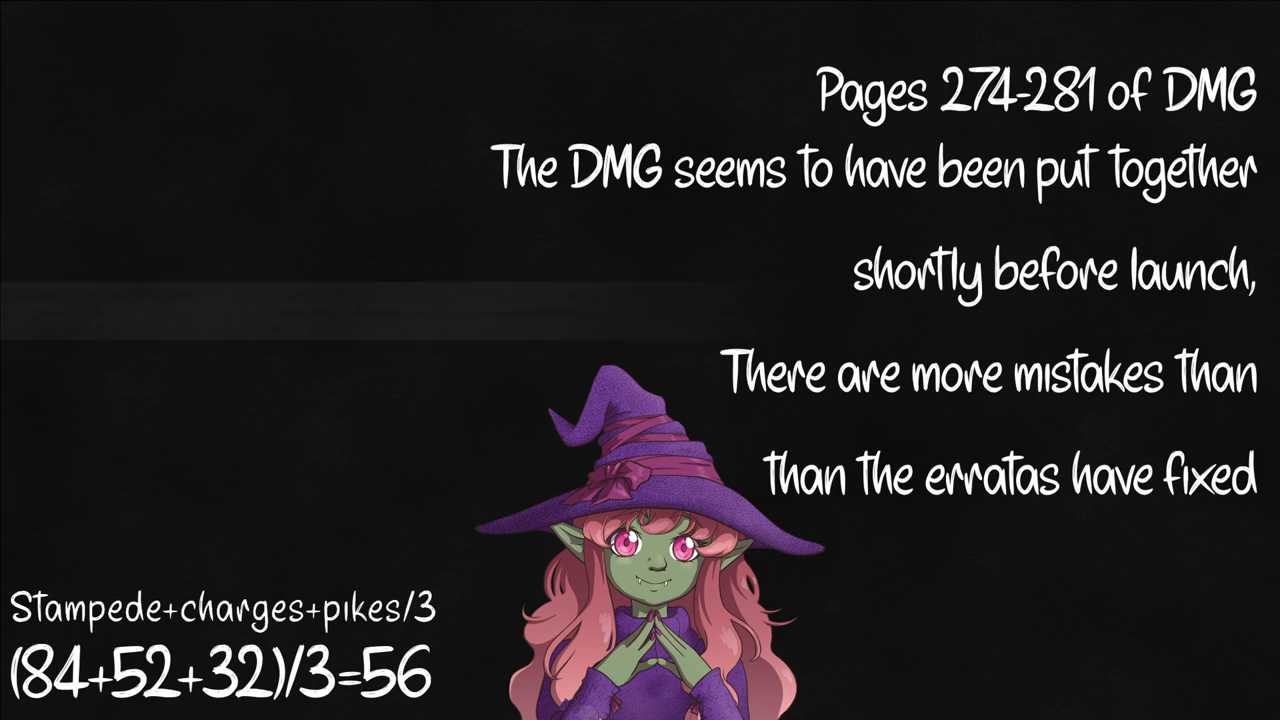 Pages 274-281 of DMG
The DMG seems to have been put together
shortly before launch,
There are more mistakes than
than the erratas have fixed
Stampede+charges+pikes/3
(84+52+32)/3=56